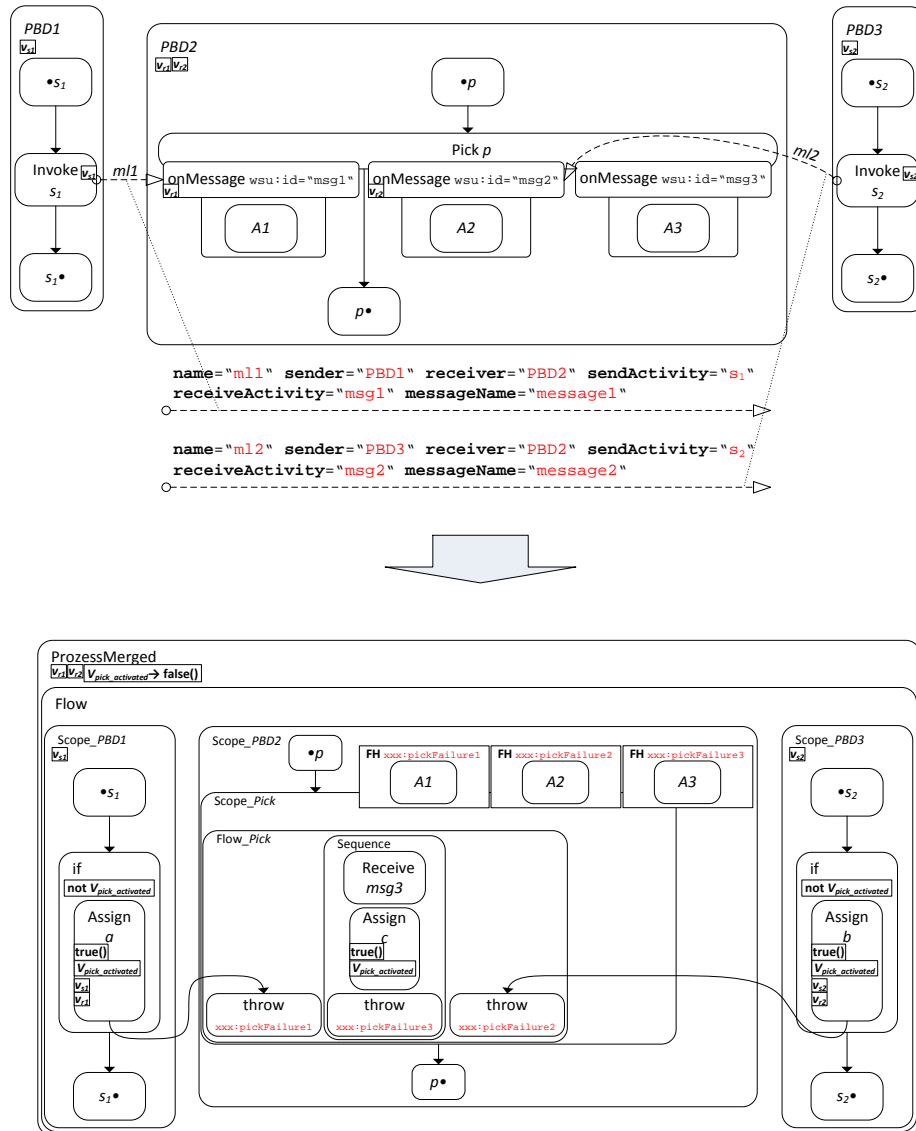 PBD1
vs1
•s1
Invoke vs1
s1
s1•
ml1
PBD2
vr1 vr2
•p
Pick p
onMessage wsu:id="msg1"
vr1
A1
onMessage wsu:id="msg2"
vr2
A2
onMessage wsu:id="msg3"
A3
p•
ml2
PBD3
vs2
•s2
Invoke vs2
s2
s2•
name="ml1" sender="PBD1" receiver="PBD2" sendActivity="s1"
receiveActivity="msg1" messageName="message1"
name="ml2" sender="PBD3" receiver="PBD2" sendActivity="s2"
receiveActivity="msg2" messageName="message2"
ProzessMerged
vr1 vr2 Vpick_activated→ false()
Flow
Scope_PBD1
vs1
•s1
if
not Vpick_activated
Assign
a
true()
Vpick_activated
vs1
vr1
s1•
Scope_PBD2
•p
FH xxx:pickFailure1
A1
FH xxx:pickFailure2
A2
FH xxx:pickFailure3
A3
Scope_Pick
Flow_Pick
Sequence
Receive
msg3
Assign
c
true()
Vpick_activated
throw
xxx:pickFailure1
throw
xxx:pickFailure3
throw
xxx:pickFailure2
p•
Scope_PBD3
vs2
•s2
if
not Vpick_activated
Assign
b
true()
Vpick_activated
vs2
vr2
s2•